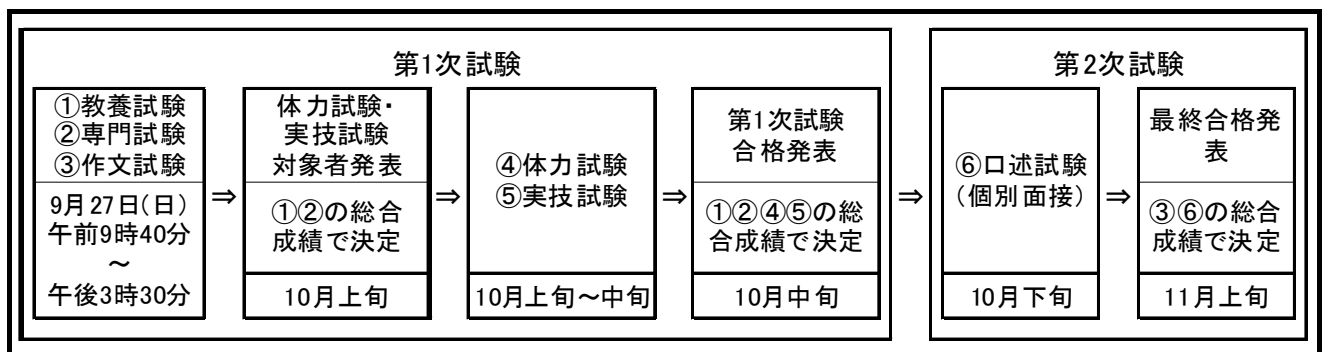 第1次試験
①教養試験
②専門試験
③作文試験
9月27日(日)
午前9時40分
～
午後3時30分
⇒
体力試験・
実技試験
対象者発表
①②の総合
成績で決定
10月上旬
⇒
④体力試験
⑤実技試験
10月上旬～中旬
⇒
第1次試験
合格発表
①②④⑤の総
合成績で決定
10月中旬
⇒
第2次試験
⑥口述試験
(個別面接)
10月下旬
⇒
最終合格発
表
③⑥の総合
成績で決定
11月上旬